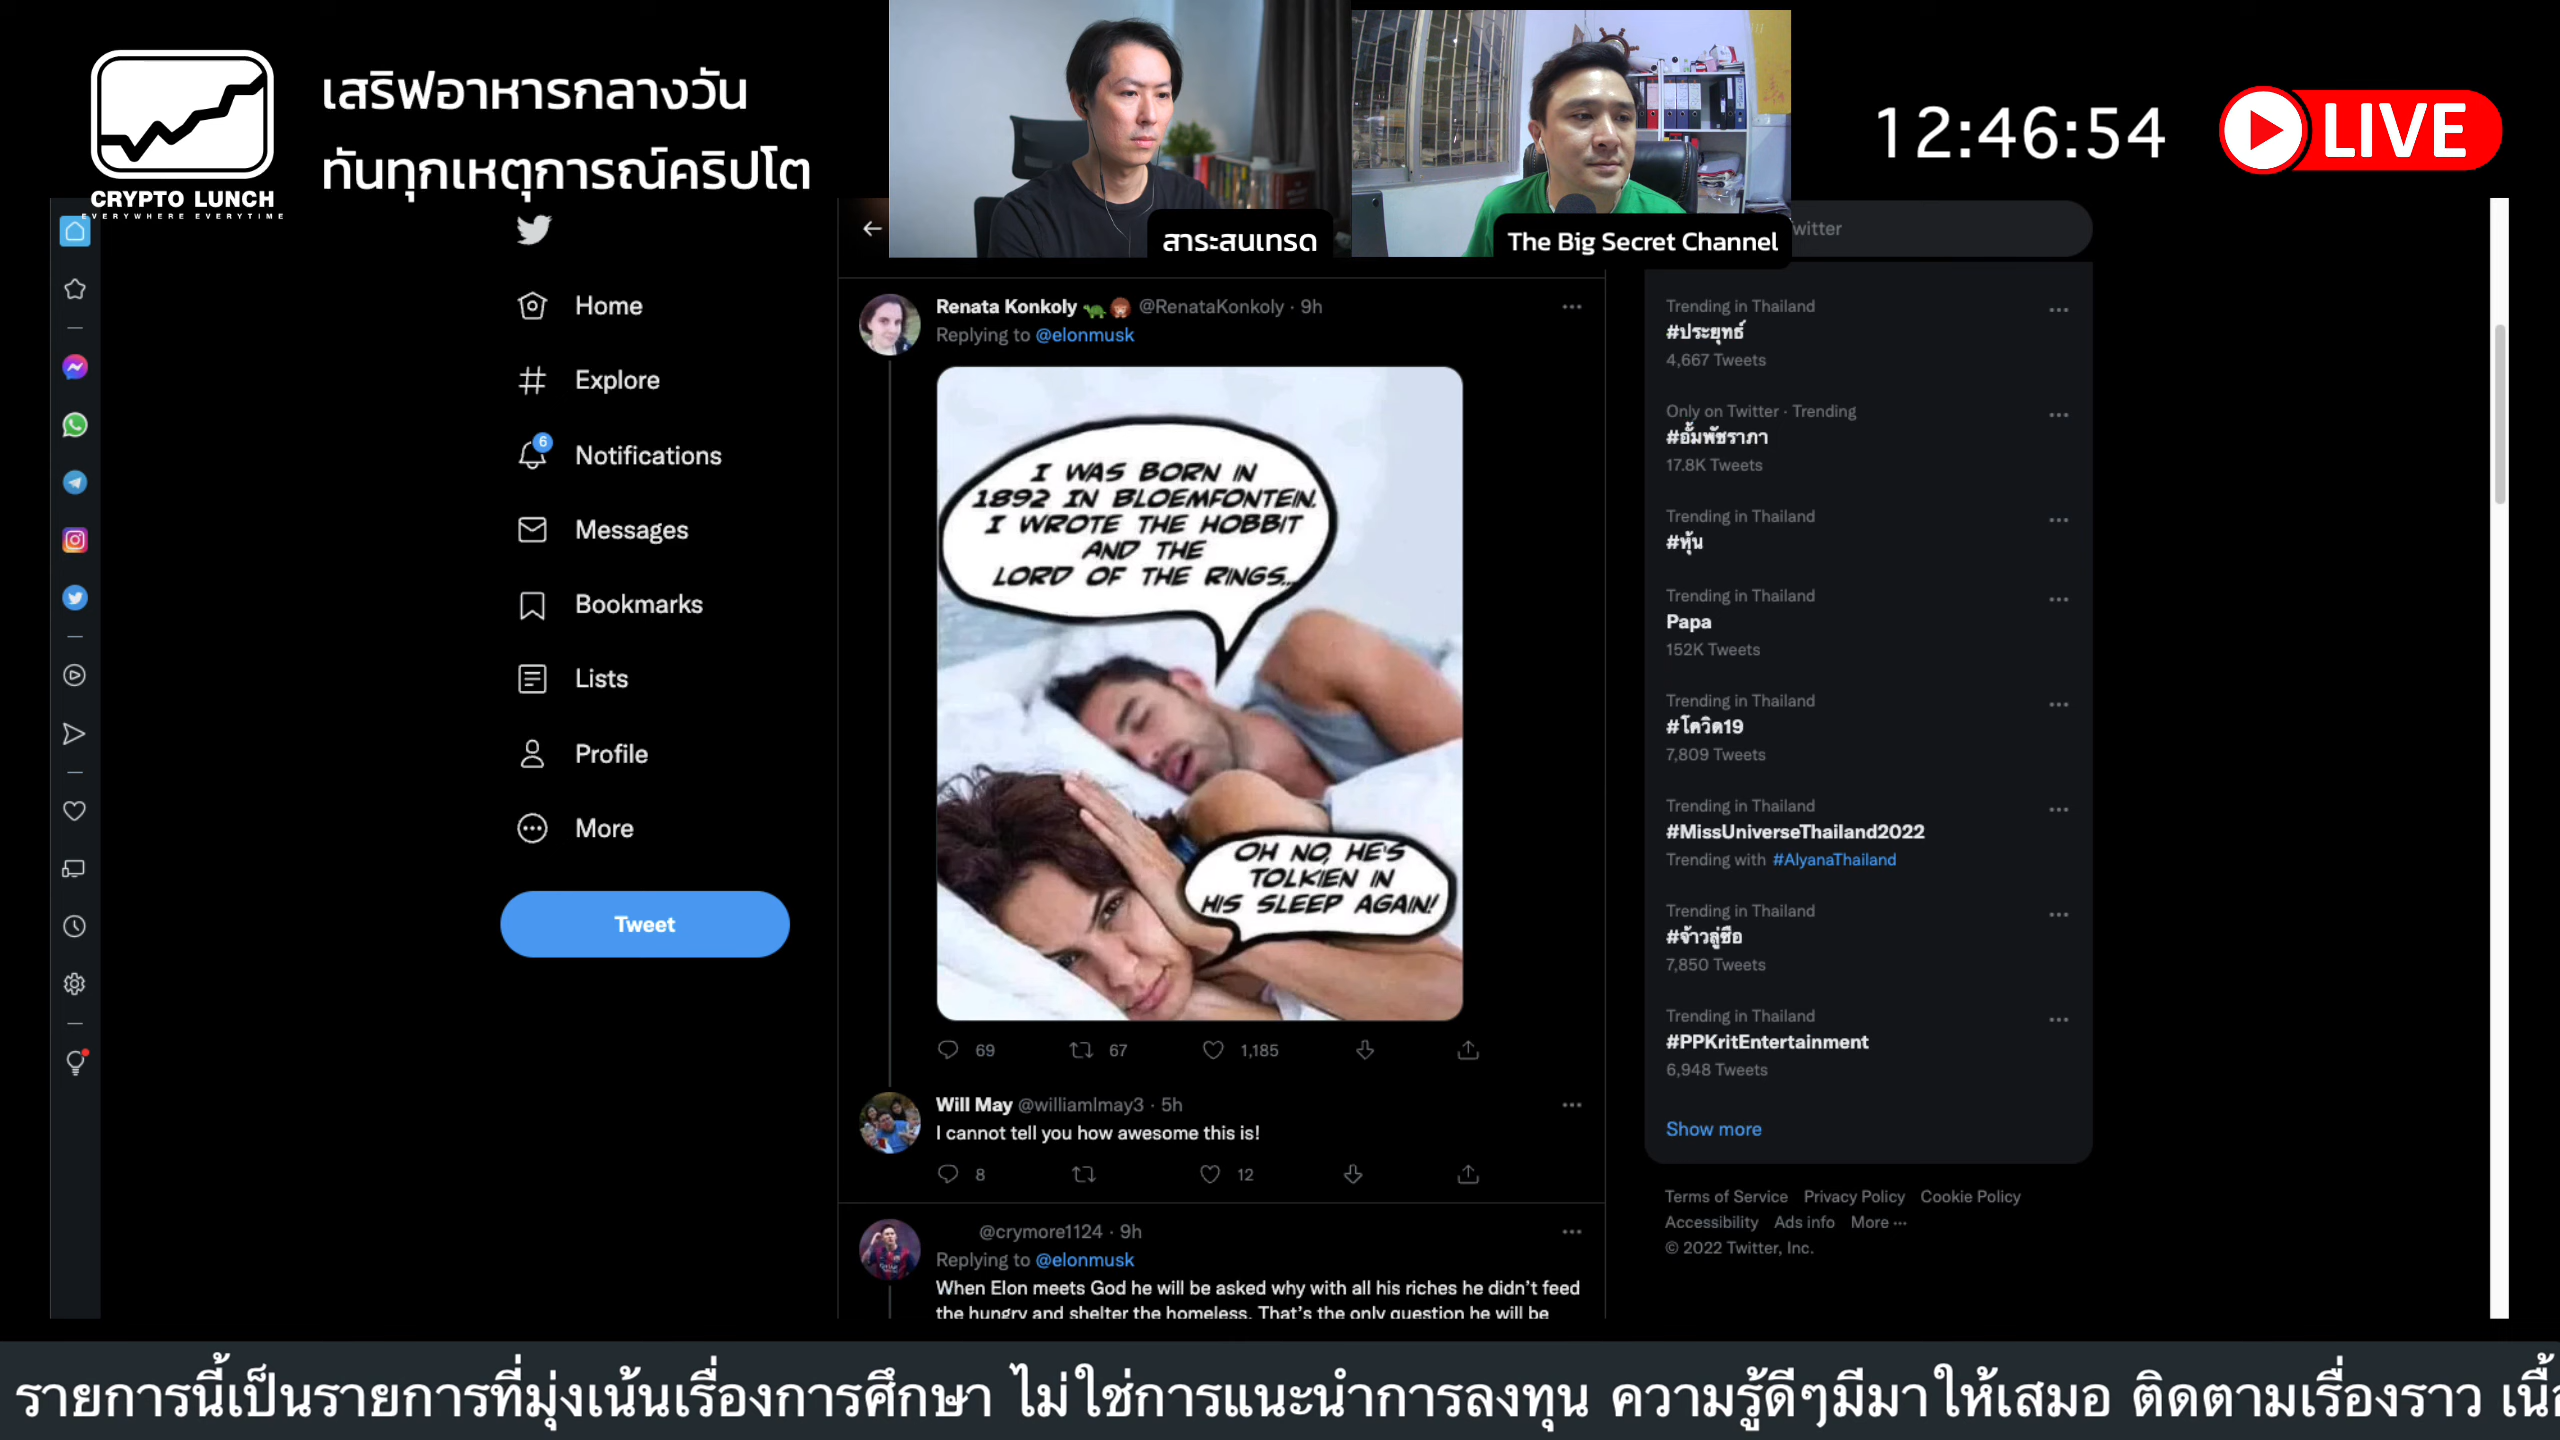 CRYPTO LUNCH
EVERYWHERE EVERYTIME
เสริฟอาหารกลางวัน
ทันทุกเหตุการณ์คริปโต
สาระสนเทรด
The Big Secret Channel
12:46:54
LIVE
Home
Explore
6
Notifications
Messages
Bookmarks
Lists
Profile
More
Tweet
Renata Konkoly @RenataKonkoly · 9h
Replying to @elonmusk
I WAS BORN IN
1892 IN BLOEMFONTEIN.
I WROTE THE HOBBIT
AND THE
LORD OF THE RINGS...
OH NO, HE'S
TOLKIEN IN
HIS SLEEP AGAIN!
69 67 1,185
Will May @williamlmay3 · 5h
I cannot tell you how awesome this is!
8 12
@crymore1124 · 9h
Replying to @elonmusk
When Elon meets God he will be asked why with all his riches he didn't feed
the hungry and shelter the homeless. That's the only question he will be
witter
Trending in Thailand
#ประยุทธ์
4,667 Tweets
Only on Twitter · Trending
#อั้มพัชราภา
17.8K Tweets
Trending in Thailand
#หุ้น
Trending in Thailand
Papa
152K Tweets
Trending in Thailand
#โควิด19
7,809 Tweets
Trending in Thailand
#MissUniverseThailand2022
Trending with #AlyanaThailand
Trending in Thailand
#จ้าวลู่ซือ
7,850 Tweets
Trending in Thailand
#PPKritEntertainment
6,948 Tweets
Show more
Terms of Service Privacy Policy Cookie Policy
Accessibility Ads info More ···
© 2022 Twitter, Inc.
รายการนี้เป็นรายการที่มุ่งเน้นเรื่องการศึกษา ไม่ใช่การแนะนำการลงทุน ความรู้ดีๆมีมาให้เสมอ ติดตามเรื่องราว